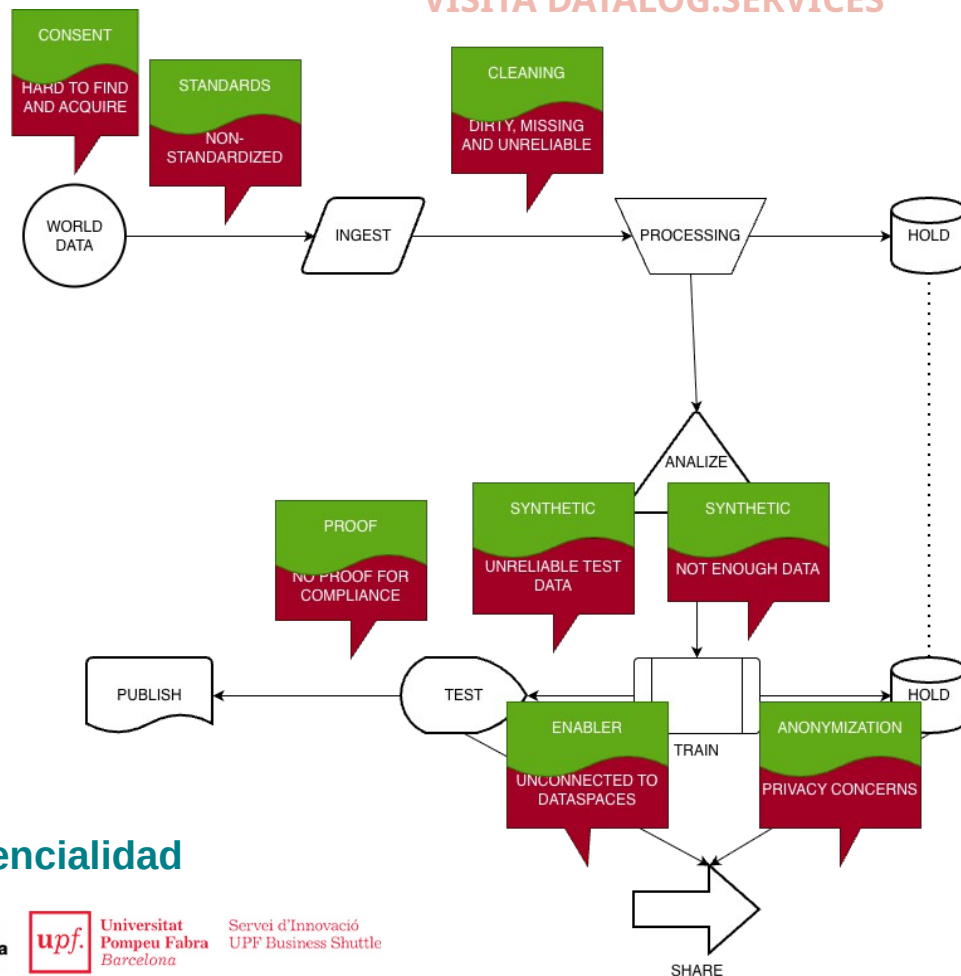 VISITA DATALOG.SERVICES
CONSENT
HARD TO FIND
AND ACQUIRE
STANDARDS
NON-
STANDARDIZED
CLEANING
DIRTY, MISSING
AND UNRELIABLE
WORLD
DATA
INGEST
PROCESSING
HOLD
ANALIZE
PROOF
NO PROOF FOR
COMPLIANCE
SYNTHETIC
UNRELIABLE TEST
DATA
SYNTHETIC
NOT ENOUGH DATA
PUBLISH
TEST
TRAIN
HOLD
ENABLER
UNCONNECTED TO
DATASPACES
ANONYMIZATION
PRIVACY CONCERNS
encialidad
a
upf.
Universitat
Pompeu Fabra
Barcelona
Servei d'Innovació
UPF Business Shuttle
SHARE